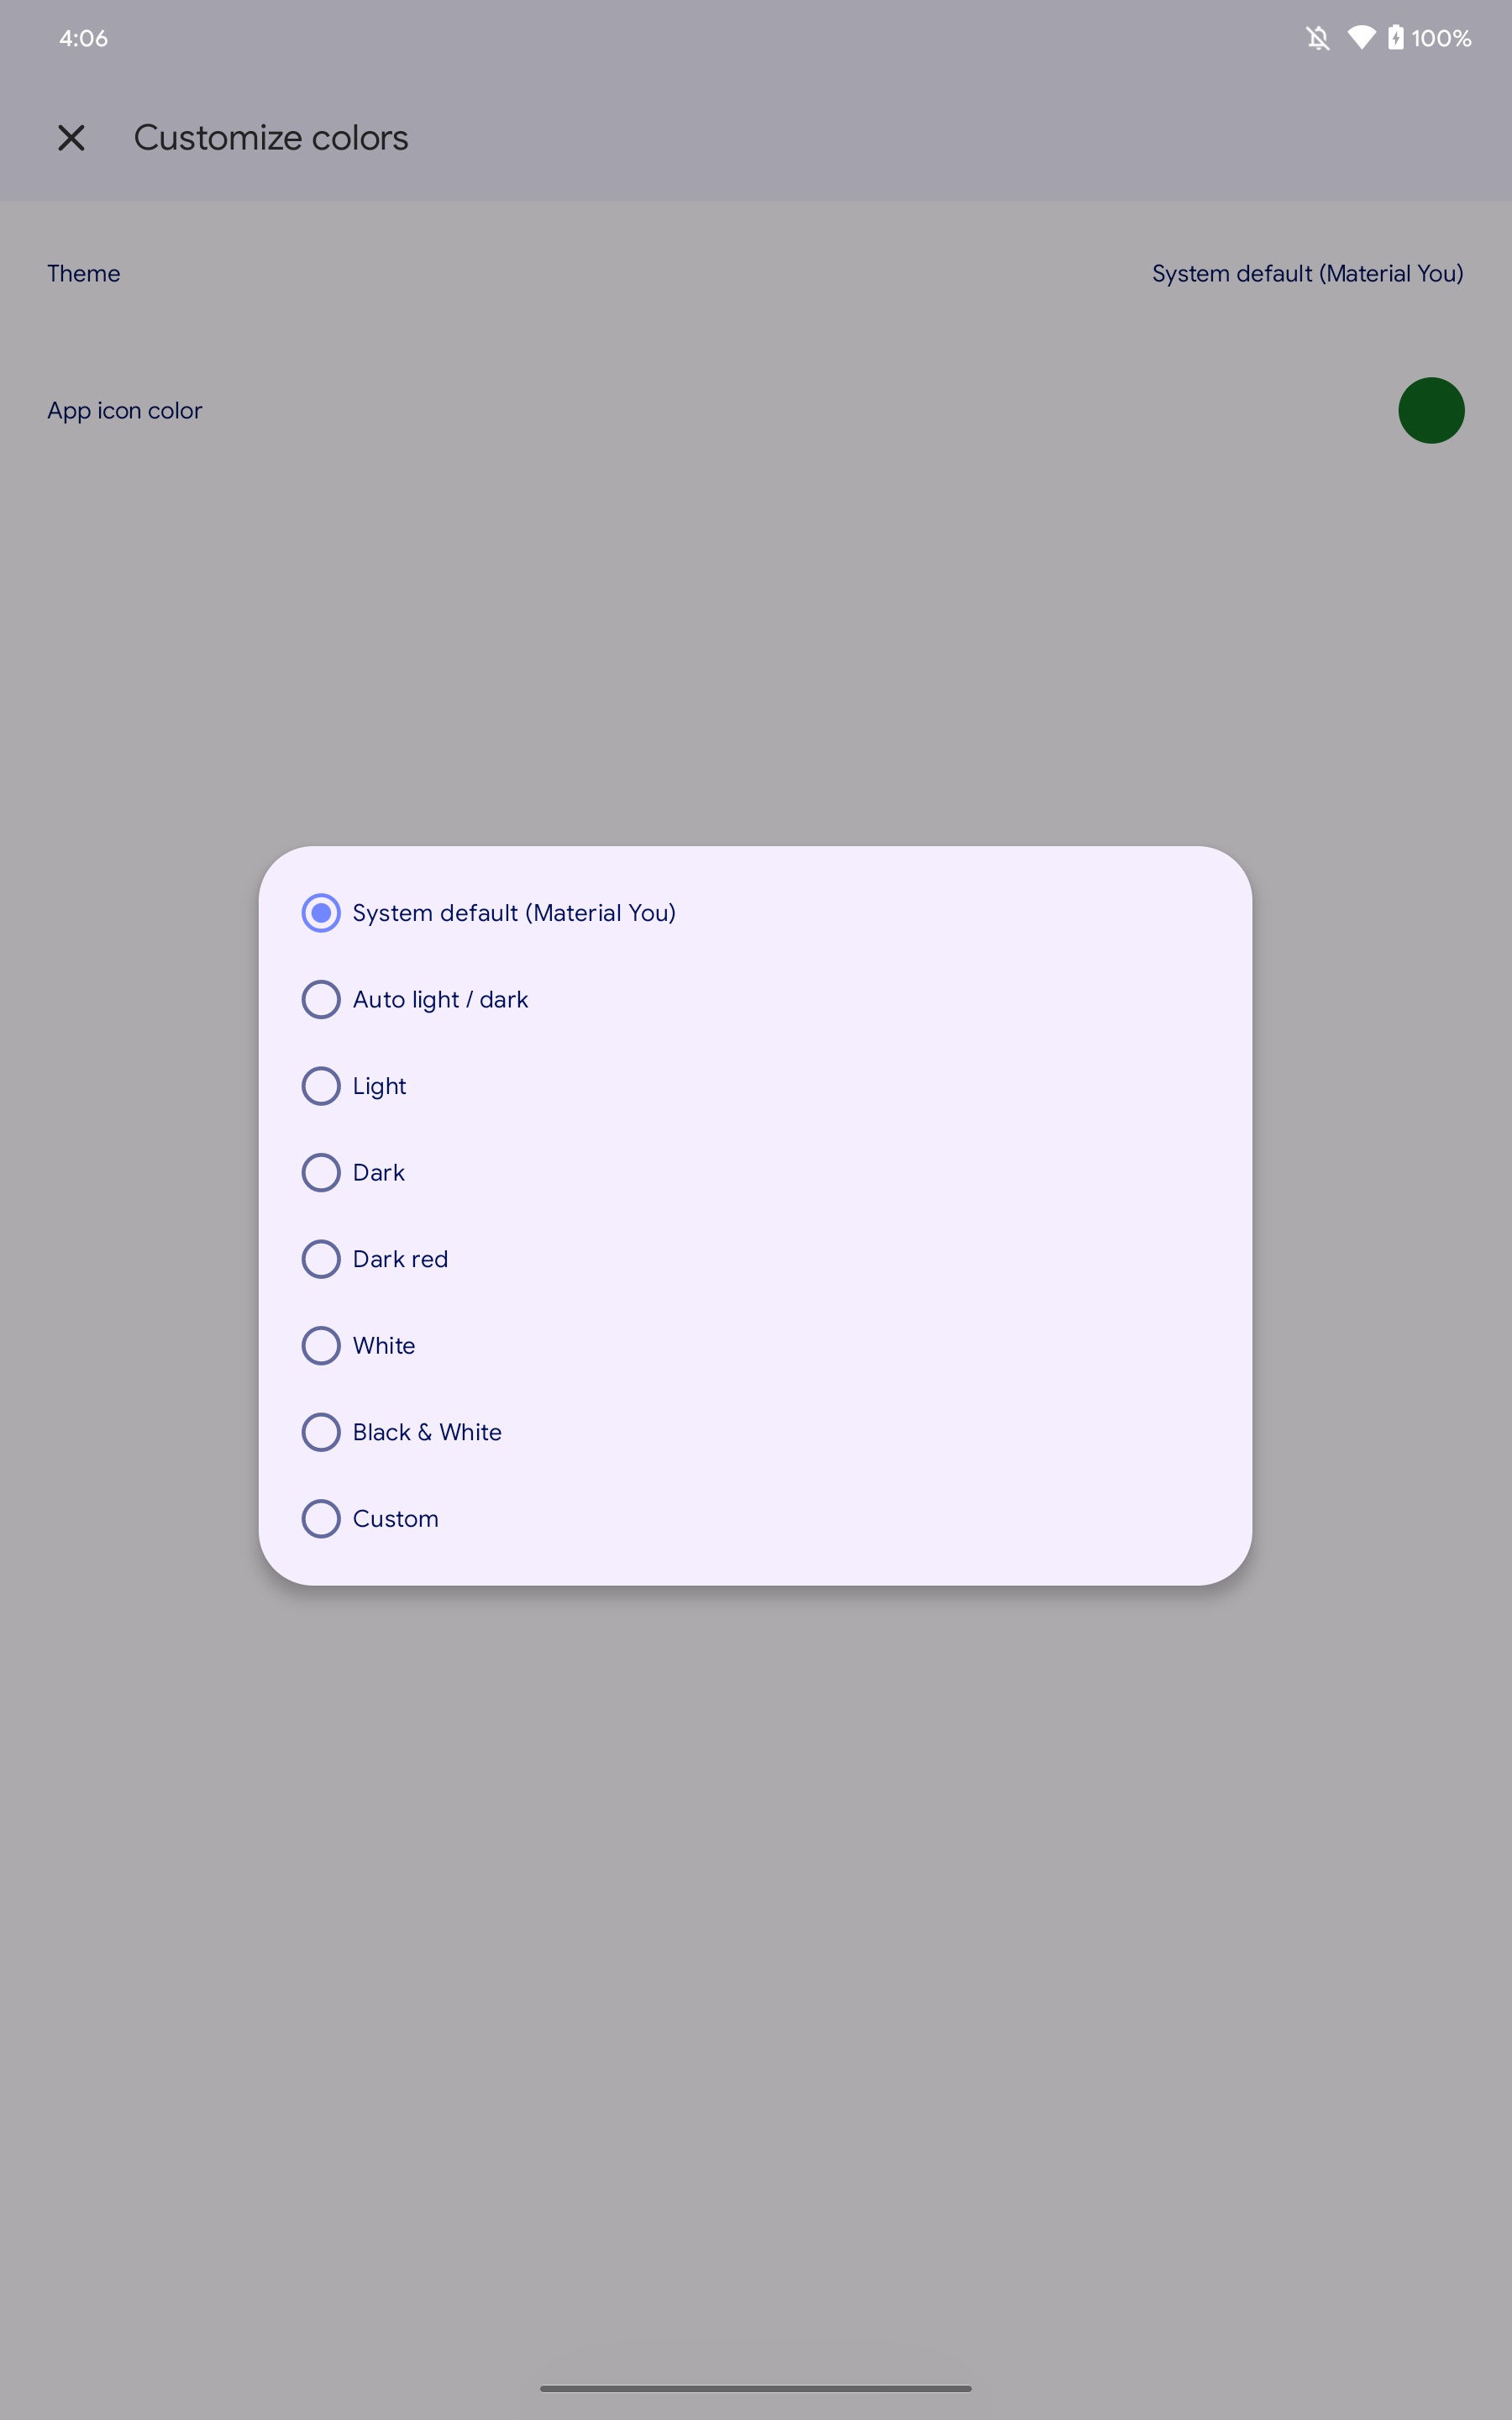 4:06
100%
Customize colors
Theme
System default (Material You)
App icon color
System default (Material You)
Auto light / dark
Light
Dark
Dark red
White
Black & White
Custom